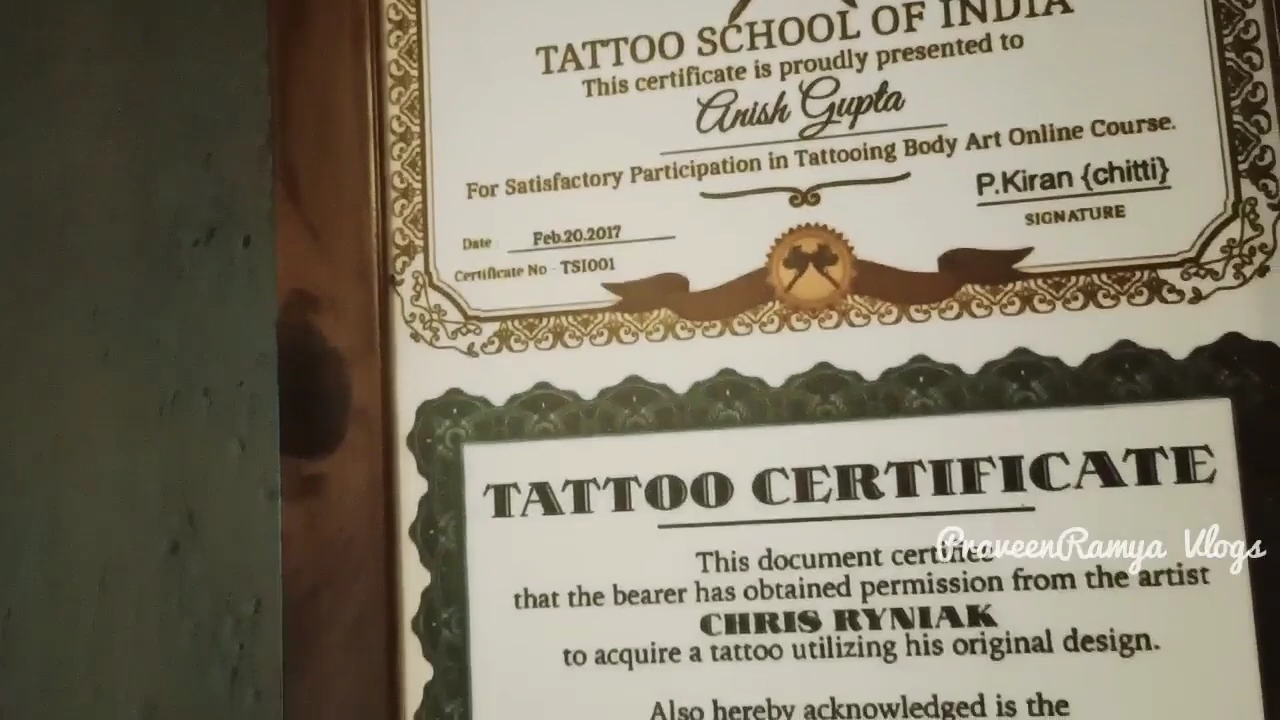 TATTOO SCHOOL OF INDIA
This certificate is proudly presented to
Anish Gupta
For Satisfactory Participation in Tattooing Body Art Online Course.
P.Kiran {chitti}
SIGNATURE
Date Feb.20.2017
Certificate No - TSI001
TATTOO CERTIFICATE
This document certifies
PraveenRamya Vlogs
that the bearer has obtained permission from the artist
CHRIS RYNIAK
to acquire a tattoo utilizing his original design.
Also hereby acknowledged is the